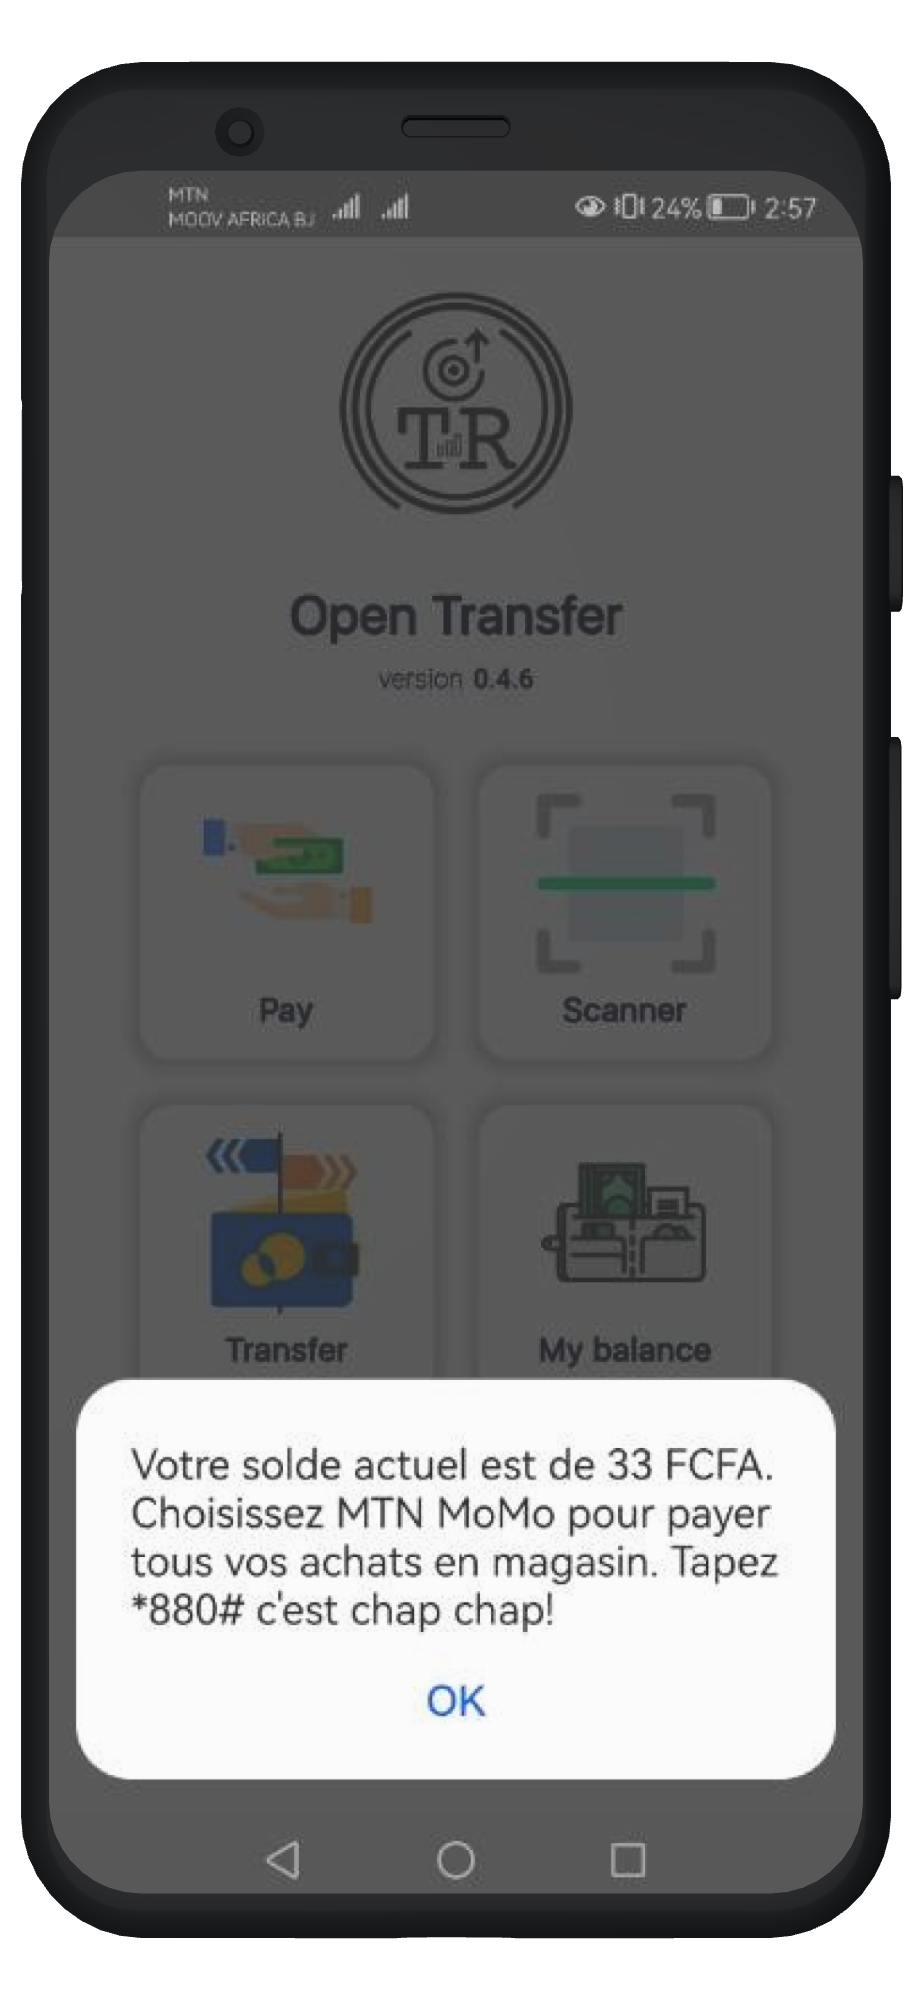 MTN
MOOV AFRICA BJ
24% 2:57
TR
Open Transfer
version 0.4.6
Pay
Scanner
Transfer
My balance
Votre solde actuel est de 33 FCFA.
Choisissez MTN MoMo pour payer
tous vos achats en magasin. Tapez
*880# c'est chap chap!
OK